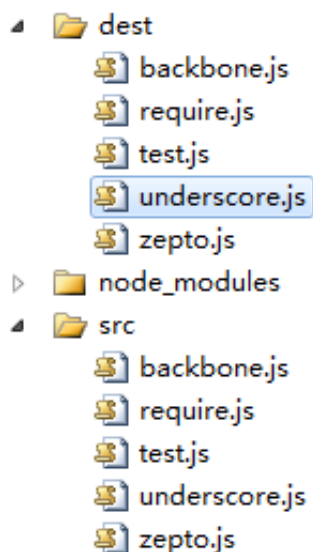 dest
backbone.js
require.js
test.js
underscore.js
zepto.js
node_modules
src
backbone.js
require.js
test.js
underscore.js
zepto.js